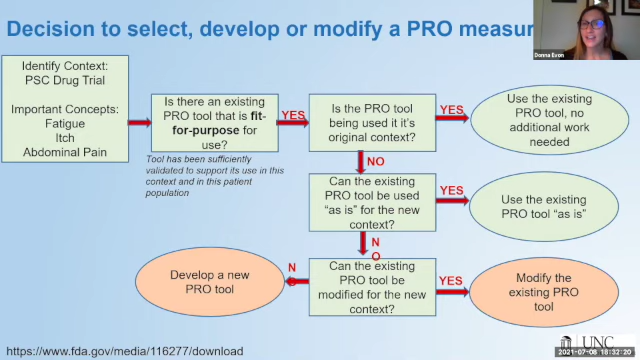 Decision to select, develop or modify a PRO measur
Donna Evon
Identify Context:
PSC Drug Trial
Important Concepts:
Fatigue
Itch
Abdominal Pain
Is there an existing
PRO tool that is fit-
for-purpose for
use?
YES
Is the PRO tool
being used it it's
original context?
YES
Use the existing
PRO tool, no
additional work
needed
Tool has been sufficiently
validated to support its use in this
context and in this patient
population
NO
Can the existing
PRO tool be used
"as is" for the new
context?
YES
Use the existing
PRO tool "as is"
N
O
Develop a new
PRO tool
N
Can the existing
PRO tool be
modified for the new
context?
YES
Modify the
existing PRO
tool
https://www.fda.gov/media/116277/download
UNC
2021-07-08 18:32:20